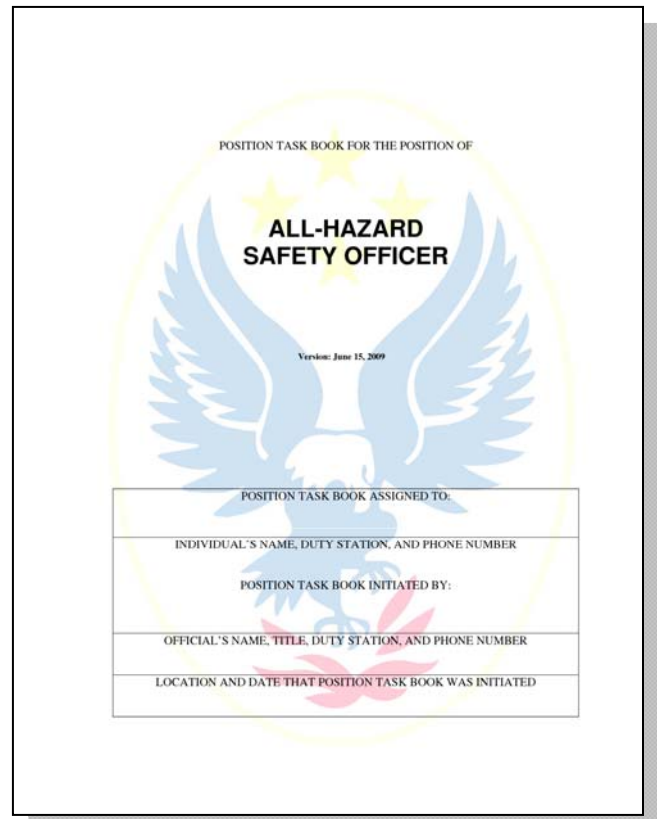 POSITION TASK BOOK FOR THE POSITION OF
ALL-HAZARD
SAFETY OFFICER
Version: June 15, 2009
POSITION TASK BOOK ASSIGNED TO:
INDIVIDUAL'S NAME, DUTY STATION, AND PHONE NUMBER
POSITION TASK BOOK INITIATED BY:
OFFICIAL'S NAME, TITLE, DUTY STATION, AND PHONE NUMBER
LOCATION AND DATE THAT POSITION TASK BOOK WAS INITIATED